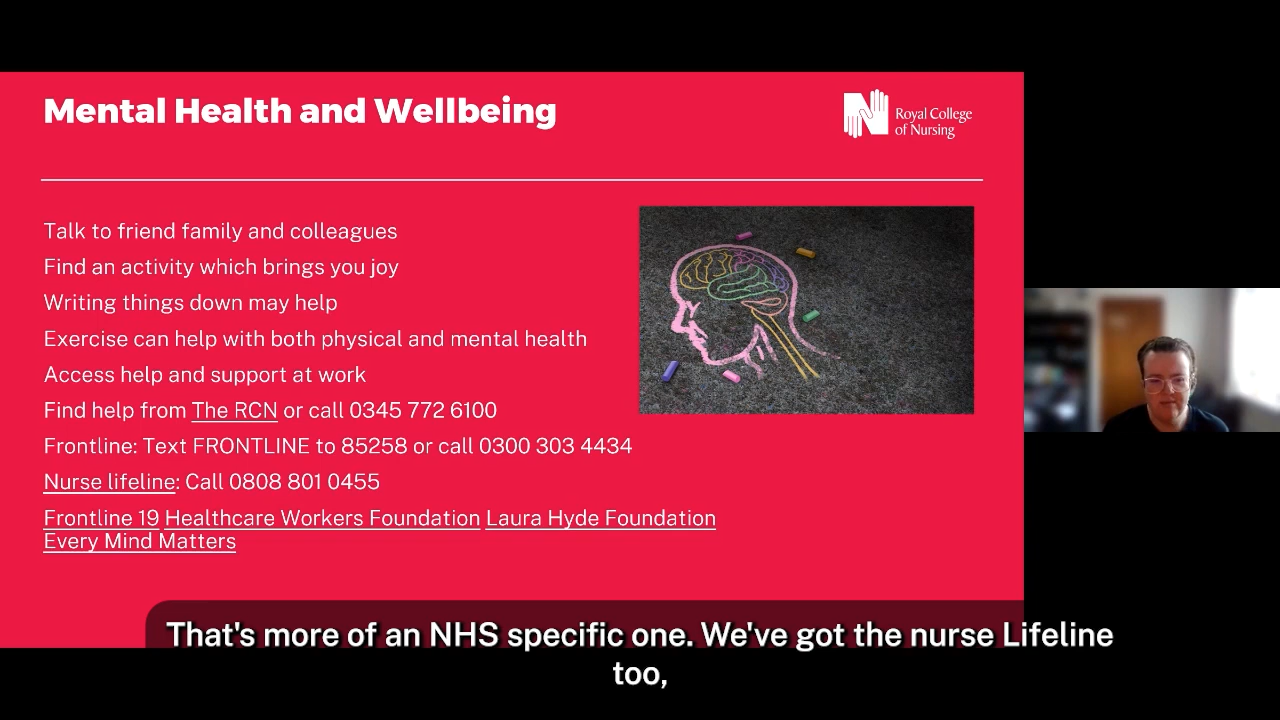 Mental Health and Wellbeing
Royal College
of Nursing
Talk to friend family and colleagues
Find an activity which brings you joy
Writing things down may help
Exercise can help with both physical and mental health
Access help and support at work
Find help from The RCN or call 0345 772 6100
Frontline: Text FRONTLINE to 85258 or call 0300 303 4434
Nurse lifeline: Call 0808 801 0455
Frontline 19 Healthcare Workers Foundation Laura Hyde Foundation
Every Mind Matters
That's more of an NHS specific one. We've got the nurse Lifeline
too,